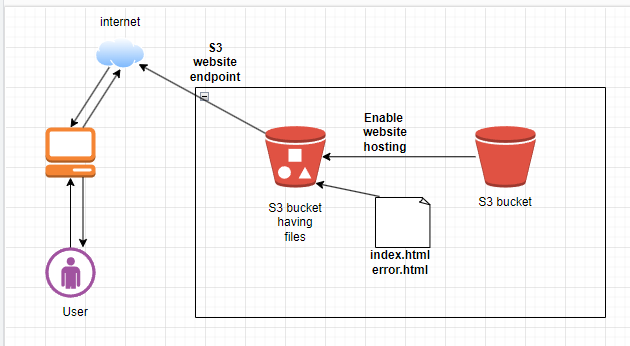 internet
S3
website
endpoint
Enable
website
hosting
S3 bucket
having
files
S3 bucket
index.html
error.html
User